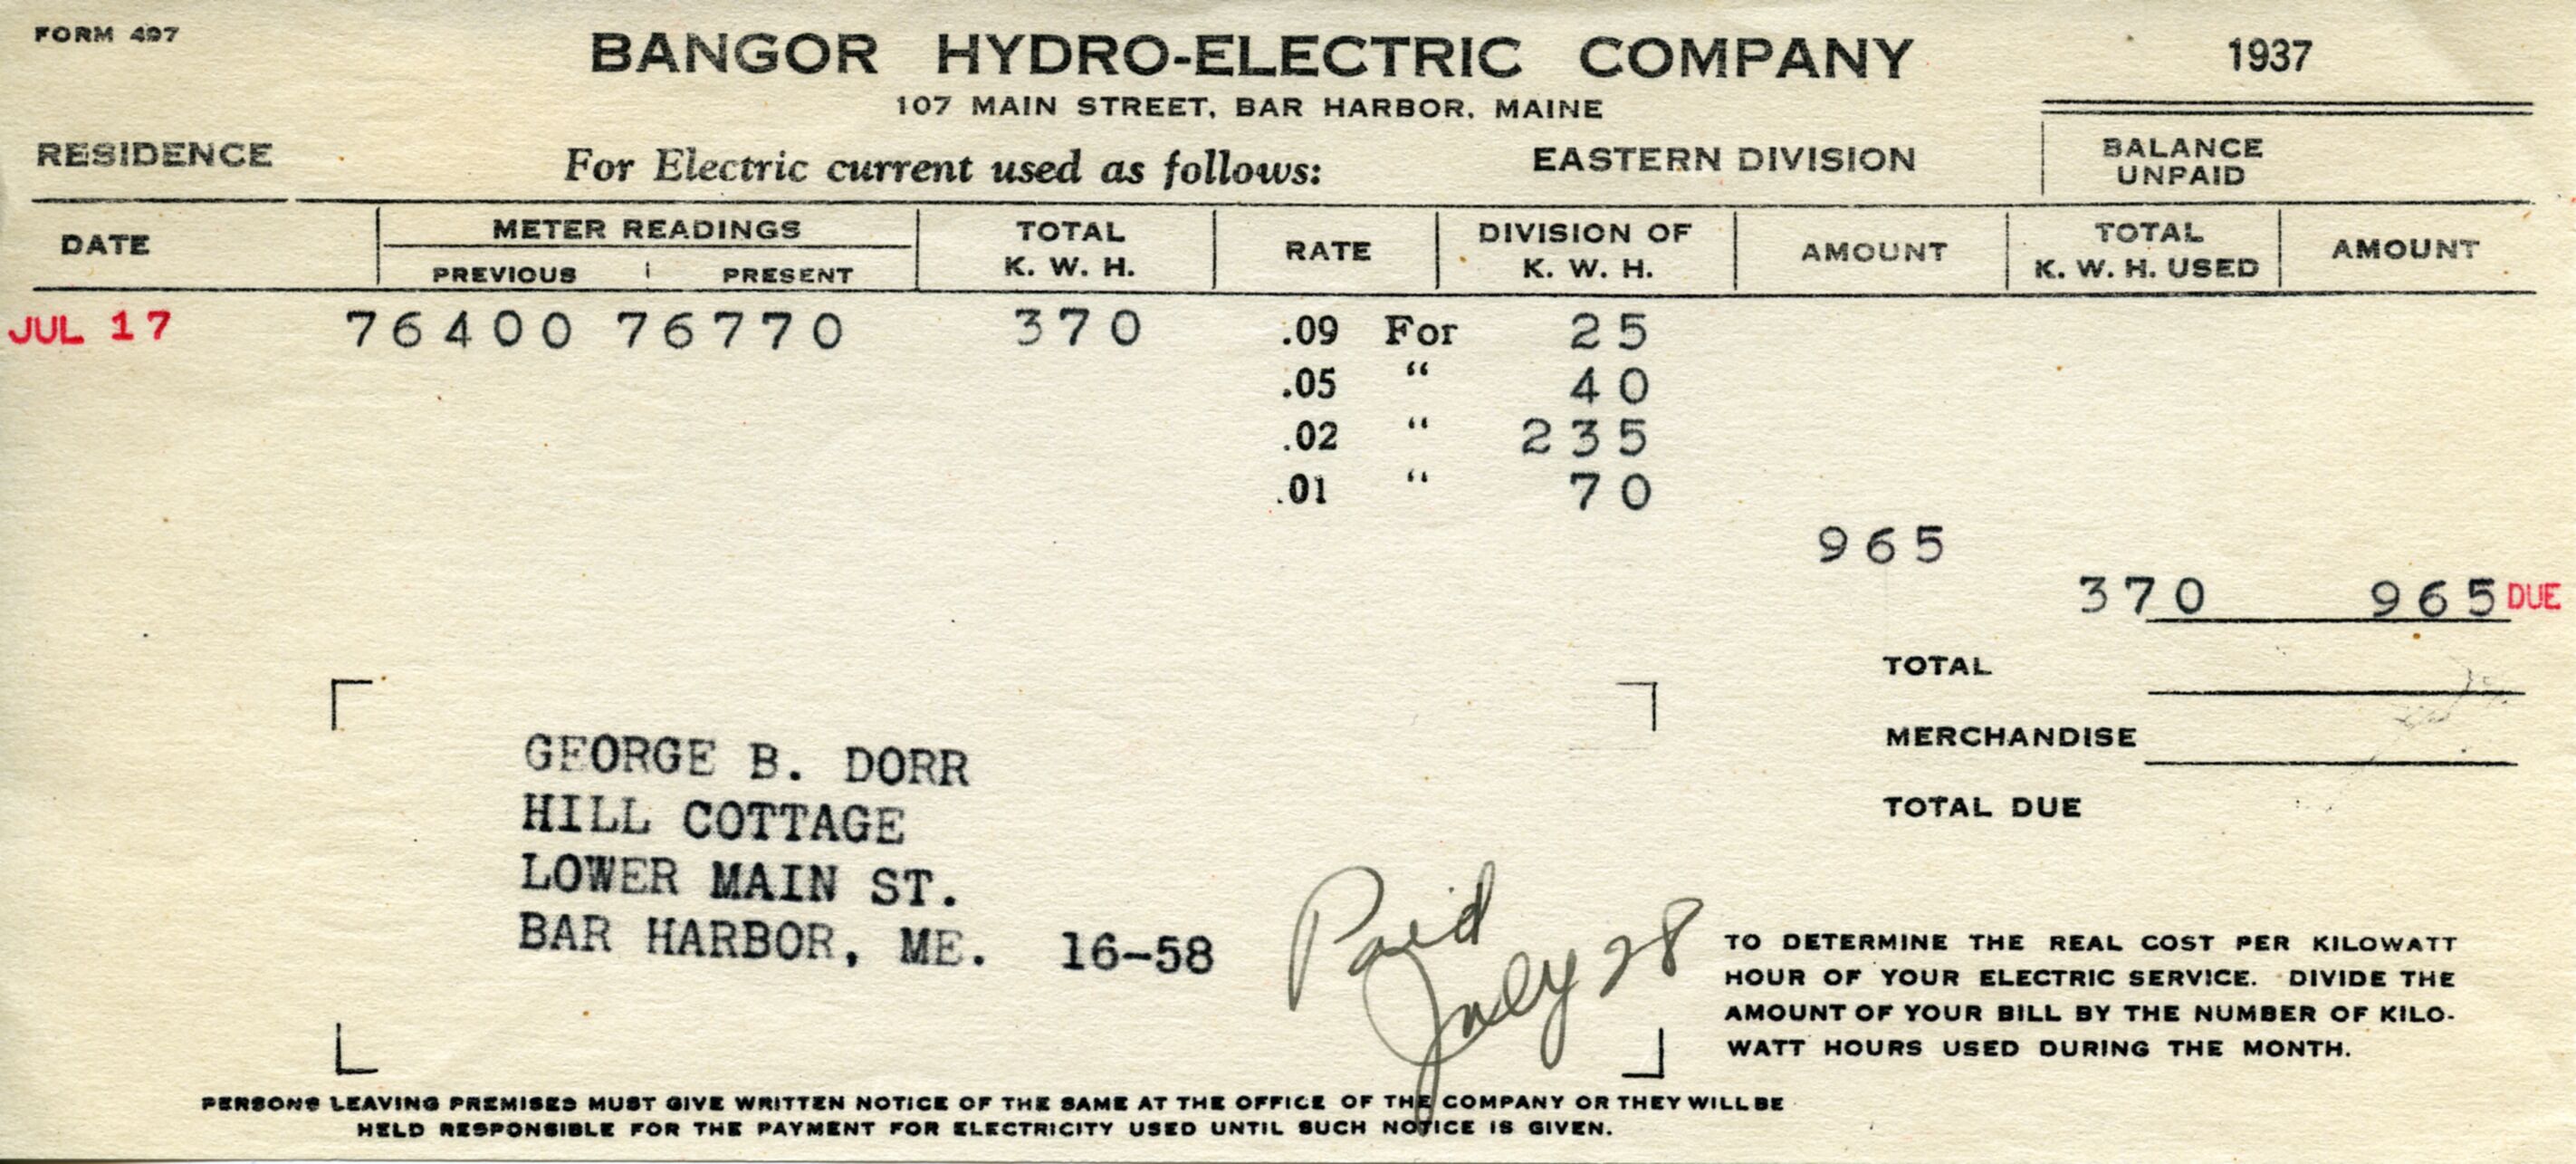 FORM 497
BANGOR HYDRO-ELECTRIC COMPANY
1937
107 MAIN STREET, BAR HARBOR, MAINE
RESIDENCE
For Electric current used as follows:
EASTERN DIVISION
BALANCE
UNPAID
DATE
METER READINGS
PREVIOUS PRESENT
TOTAL
K. W. H.
RATE
DIVISION OF
K. W. H.
AMOUNT
TOTAL
K. W. H. USED
AMOUNT
JUL 17 76400 76770 370 .09 For 25
.05 “ 40
.02 “ 235
.01 “ 70
965
370 965 DUE
TOTAL
MERCHANDISE
TOTAL DUE
GEORGE B. DORR
HILL COTTAGE
LOWER MAIN ST.
BAR HARBOR, ME. 16-58
Paid
July 28
TO DETERMINE THE REAL COST PER KILOWATT
HOUR OF YOUR ELECTRIC SERVICE. DIVIDE THE
AMOUNT OF YOUR BILL BY THE NUMBER OF KILO-
WATT HOURS USED DURING THE MONTH.
PERSONS LEAVING PREMISES MUST GIVE WRITTEN NOTICE OF THE SAME AT THE OFFICE OF THE COMPANY OR THEY WILL BE
HELD RESPONSIBLE FOR THE PAYMENT FOR ELECTRICITY USED UNTIL SUCH NOTICE IS GIVEN.